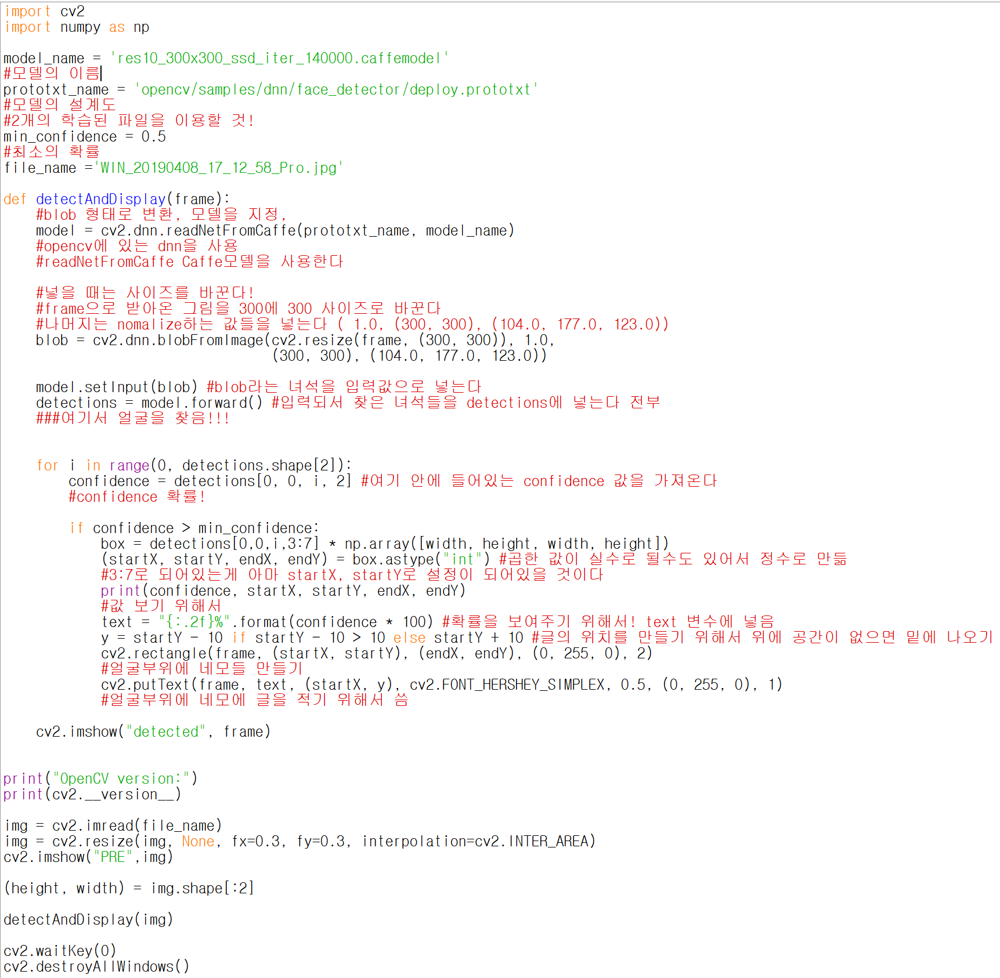 import cv2
import numpy as np
model_name = 'res10_300x300_ssd_iter_140000.caffemodel'
#모델의 이름
prototxt_name = 'opencv/samples/dnn/face_detector/deploy.prototxt'
#모델의 설계도
#2개의 학습된 파일을 이용할 것!
min_confidence = 0.5
#최소의 확률
file_name ='WIN_20190408_17_12_58_Pro.jpg'
def detectAndDisplay(frame):
    #blob 형태로 변환, 모델을 지정,
    model = cv2.dnn.readNetFromCaffe(prototxt_name, model_name)
    #opencv에 있는 dnn을 사용
    #readNetFromCaffe Caffe모델을 사용한다
    #넣을 때는 사이즈를 바꾼다!
    #frame으로 받아온 그림을 300에 300 사이즈로 바꾼다
    #나머지는 nomalize하는 값들을 넣는다 ( 1.0, (300, 300), (104.0, 177.0, 123.0))
    blob = cv2.dnn.blobFromImage(cv2.resize(frame, (300, 300)), 1.0,
                                 (300, 300), (104.0, 177.0, 123.0))
    model.setInput(blob) #blob라는 녀석을 입력값으로 넣는다
    detections = model.forward() #입력되서 찾은 녀석들을 detections에 넣는다 전부
    ###여기서 얼굴을 찾음!!!
    for i in range(0, detections.shape[2]):
        confidence = detections[0, 0, i, 2] #여기 안에 들어있는 confidence 값을 가져온다
        #confidence 확률!
        if confidence > min_confidence:
            box = detections[0,0,i,3:7] * np.array([width, height, width, height])
            (startX, startY, endX, endY) = box.astype("int") #곱한 값이 실수로 될수도 있어서 정수로 만듦
            #3:7로 되어있는게 아마 startX, startY로 설정이 되어있을 것이다
            print(confidence, startX, startY, endX, endY)
            #값 보기 위해서
            text = "{:.2f}%".format(confidence * 100) #확률을 보여주기 위해서! text 변수에 넣음
            y = startY - 10 if startY - 10 > 10 else startY + 10 #글의 위치를 만들기 위해서 위에 공간이 없으면 밑에 나오기
            cv2.rectangle(frame, (startX, startY), (endX, endY), (0, 255, 0), 2)
            #얼굴부위에 네모들 만들기
            cv2.putText(frame, text, (startX, y), cv2.FONT_HERSHEY_SIMPLEX, 0.5, (0, 255, 0), 1)
            #얼굴부위에 네모에 글을 적기 위해서 씀
    cv2.imshow("detected", frame)
print("OpenCV version:")
print(cv2.__version__)
img = cv2.imread(file_name)
img = cv2.resize(img, None, fx=0.3, fy=0.3, interpolation=cv2.INTER_AREA)
cv2.imshow("PRE",img)
(height, width) = img.shape[:2]
detectAndDisplay(img)
cv2.waitKey(0)
cv2.destroyAllWindows()